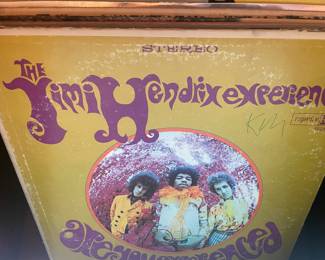 STEREO
THE
Jimi Hendrix experience
are you experienced